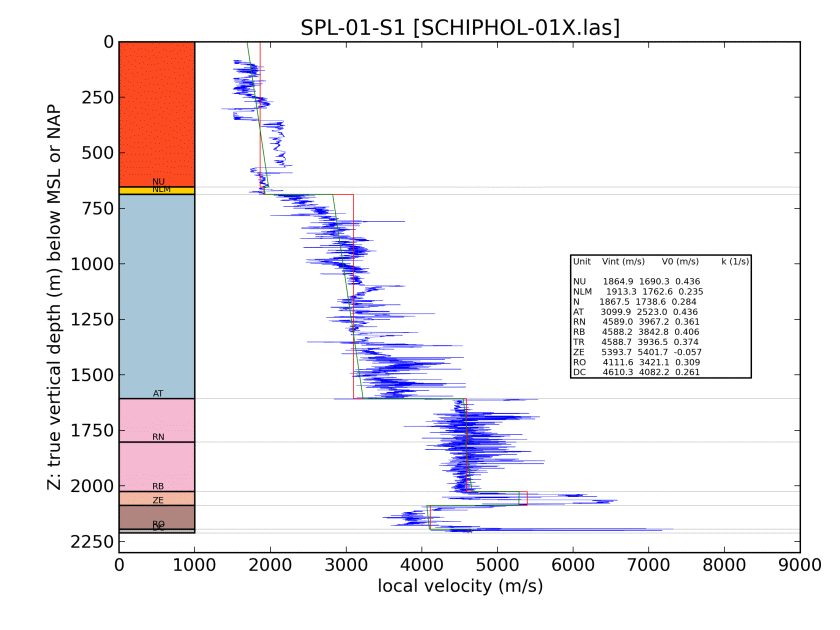 SPL-01-S1 [SCHIPHOL-01X.las]
Z: true vertical depth (m) below MSL or NAP
0
250
500
750
1000
1250
1500
1750
2000
2250
NU
NLM
AT
RN
RB
ZE
RO
Unit Vint (m/s) V0 (m/s) k (1/s)
NU 1864.9 1690.3 0.436
NLM 1913.3 1762.6 0.235
N 1867.5 1738.6 0.284
AT 3099.9 2523.0 0.436
RN 4589.0 3967.2 0.361
RB 4588.2 3842.8 0.406
TR 4588.7 3936.5 0.374
ZE 5393.7 5401.7 -0.057
RO 4111.6 3421.1 0.309
DC 4610.3 4082.2 0.261
0 1000 2000 3000 4000 5000 6000 7000 8000 9000
local velocity (m/s)